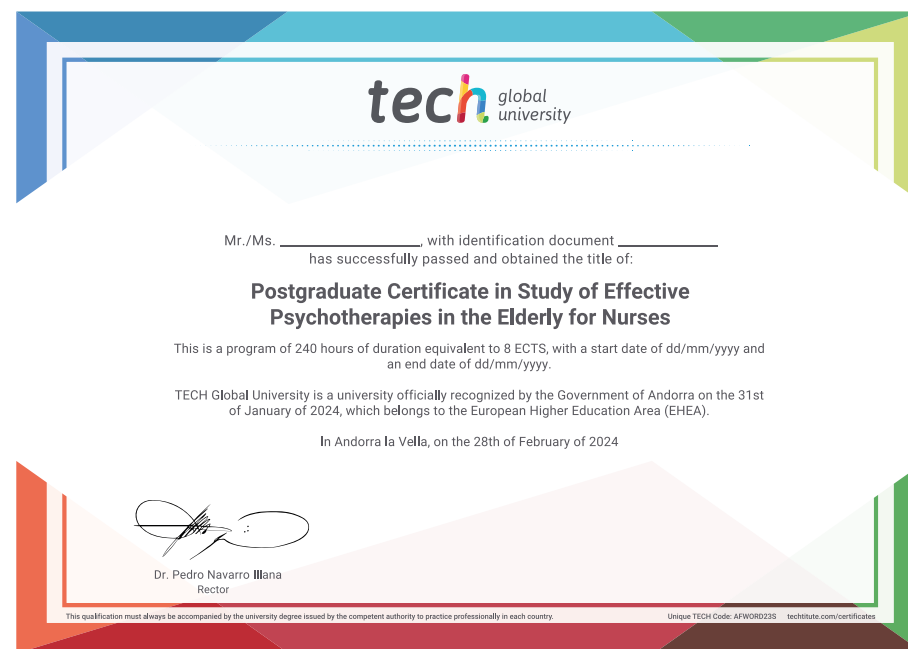 tech global
university
Mr./Ms. ____________, with identification document ____________
has successfully passed and obtained the title of:
Postgraduate Certificate in Study of Effective
Psychotherapies in the Elderly for Nurses
This is a program of 240 hours of duration equivalent to 8 ECTS, with a start date of dd/mm/yyyy and
an end date of dd/mm/yyyy.
TECH Global University is a university officially recognized by the Government of Andorra on the 31st
of January of 2024, which belongs to the European Higher Education Area (EHEA).
In Andorra la Vella, on the 28th of February of 2024
Dr. Pedro Navarro Illana
Rector
This qualification must always be accompanied by the university degree issued by the competent authority to practice professionally in each country.
Unique TECH Code: AFWORD23S techtitute.com/certificates